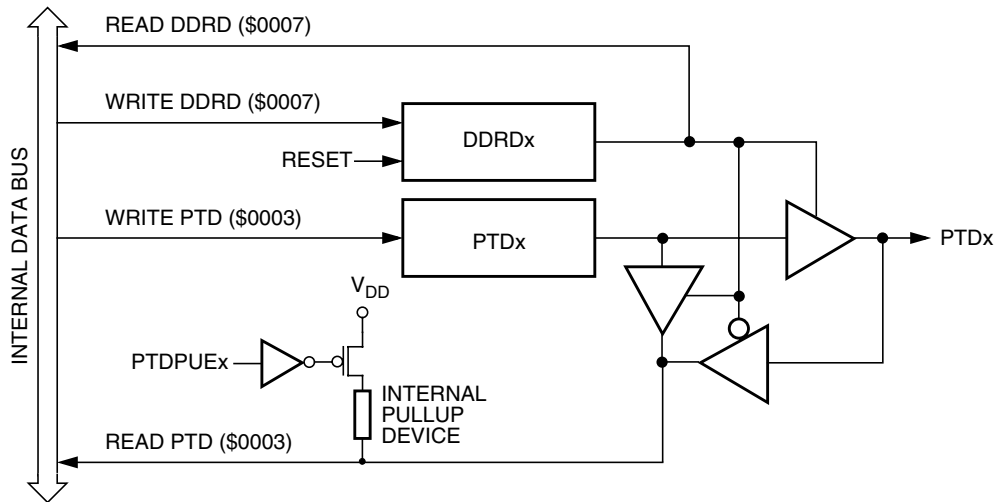 READ DDRD ($0007)
WRITE DDRD ($0007)
DDRDx
RESET
WRITE PTD ($0003)
PTDx
PTDx
VDD
PTDPUEx
INTERNAL
PULLUP
DEVICE
READ PTD ($0003)
INTERNAL DATA BUS